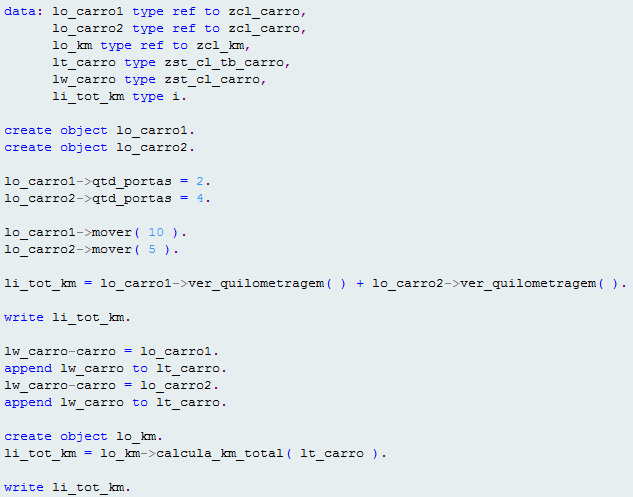 data: lo_carro1 type ref to zcl_carro,
      lo_carro2 type ref to zcl_carro,
      lo_km type ref to zcl_km,
      lt_carro type zst_cl_tb_carro,
      lw_carro type zst_cl_carro,
      li_tot_km type i.

create object lo_carro1.
create object lo_carro2.

lo_carro1->qtd_portas = 2.
lo_carro2->qtd_portas = 4.

lo_carro1->mover( 10 ).
lo_carro2->mover( 5 ).

li_tot_km = lo_carro1->ver_quilometragem( ) + lo_carro2->ver_quilometragem( ).

write li_tot_km.

lw_carro-carro = lo_carro1.
append lw_carro to lt_carro.
lw_carro-carro = lo_carro2.
append lw_carro to lt_carro.

create object lo_km.
li_tot_km = lo_km->calcula_km_total( lt_carro ).

write li_tot_km.